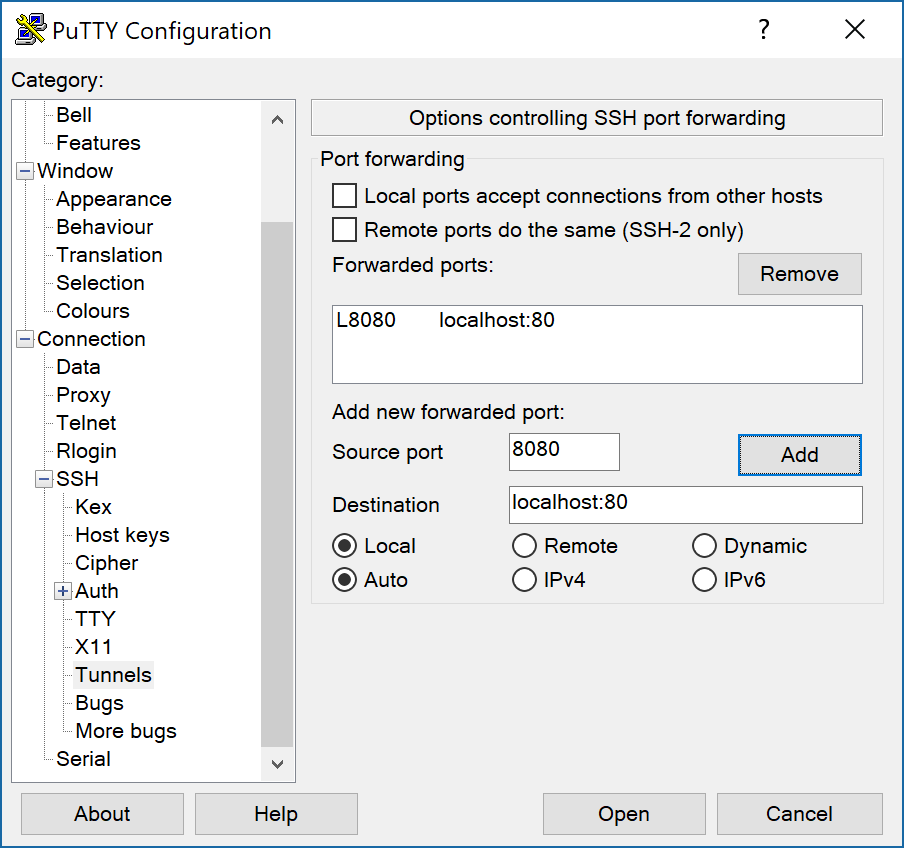 PuTTY Configuration
?
Category:
Bell
Features
Window
Appearance
Behaviour
Translation
Selection
Colours
Connection
Data
Proxy
Telnet
Rlogin
SSH
Kex
Host keys
Cipher
Auth
TTY
X11
Tunnels
Bugs
More bugs
Serial
Options controlling SSH port forwarding
Port forwarding
Local ports accept connections from other hosts
Remote ports do the same (SSH-2 only)
Forwarded ports:
Remove
L8080 localhost:80
Add new forwarded port:
Source port 8080 Add
Destination localhost:80
Local Remote Dynamic
Auto IPv4 IPv6
About Help Open Cancel